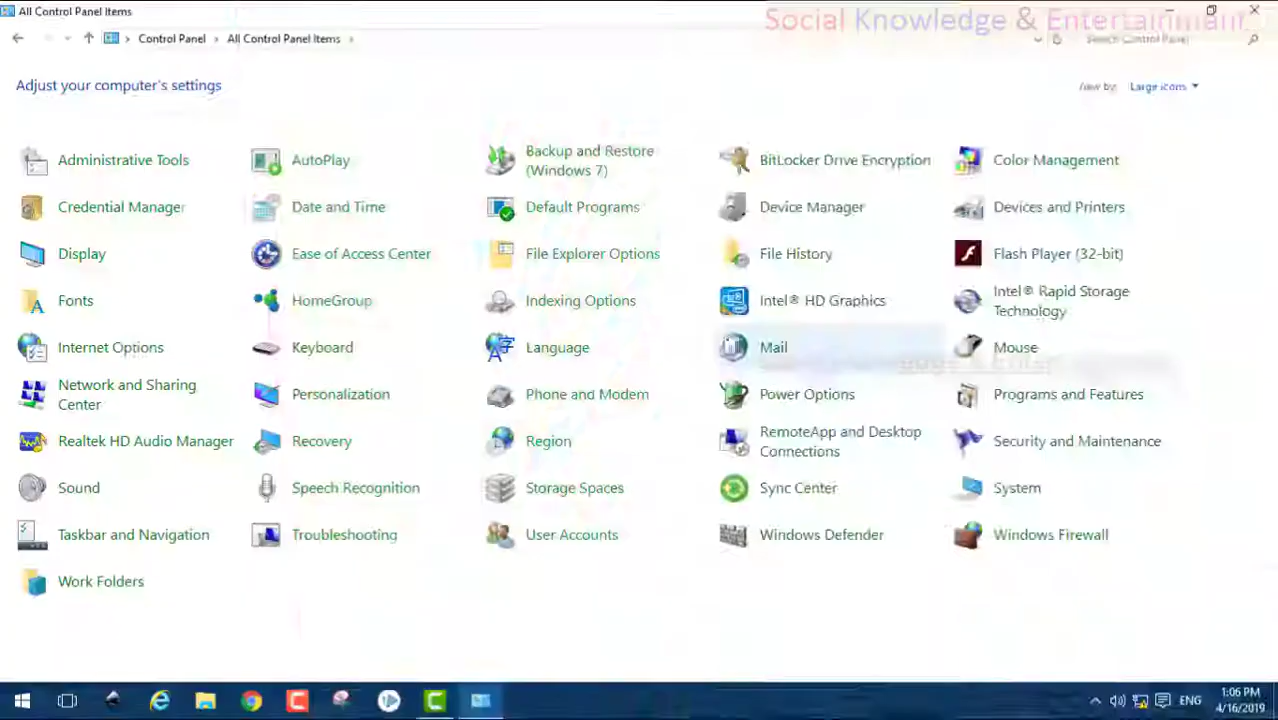 All Control Panel Items
Social Knowledge & Entertainment
Control Panel > All Control Panel Items >
Search Control Panel
Adjust your computer's settings
View by: Large icons
Administrative Tools
AutoPlay
Backup and Restore
(Windows 7)
BitLocker Drive Encryption
Color Management
Credential Manager
Date and Time
Default Programs
Device Manager
Devices and Printers
Display
Ease of Access Center
File Explorer Options
File History
Flash Player (32-bit)
Fonts
HomeGroup
Indexing Options
Intel® HD Graphics
Intel® Rapid Storage
Technology
Internet Options
Keyboard
Language
Mail
Mouse
Network and Sharing
Center
Personalization
Phone and Modem
Power Options
Programs and Features
Realtek HD Audio Manager
Recovery
Region
RemoteApp and Desktop
Connections
Security and Maintenance
Sound
Speech Recognition
Storage Spaces
Sync Center
System
Taskbar and Navigation
Troubleshooting
User Accounts
Windows Defender
Windows Firewall
Work Folders
ENG
1:06 PM
4/16/2019